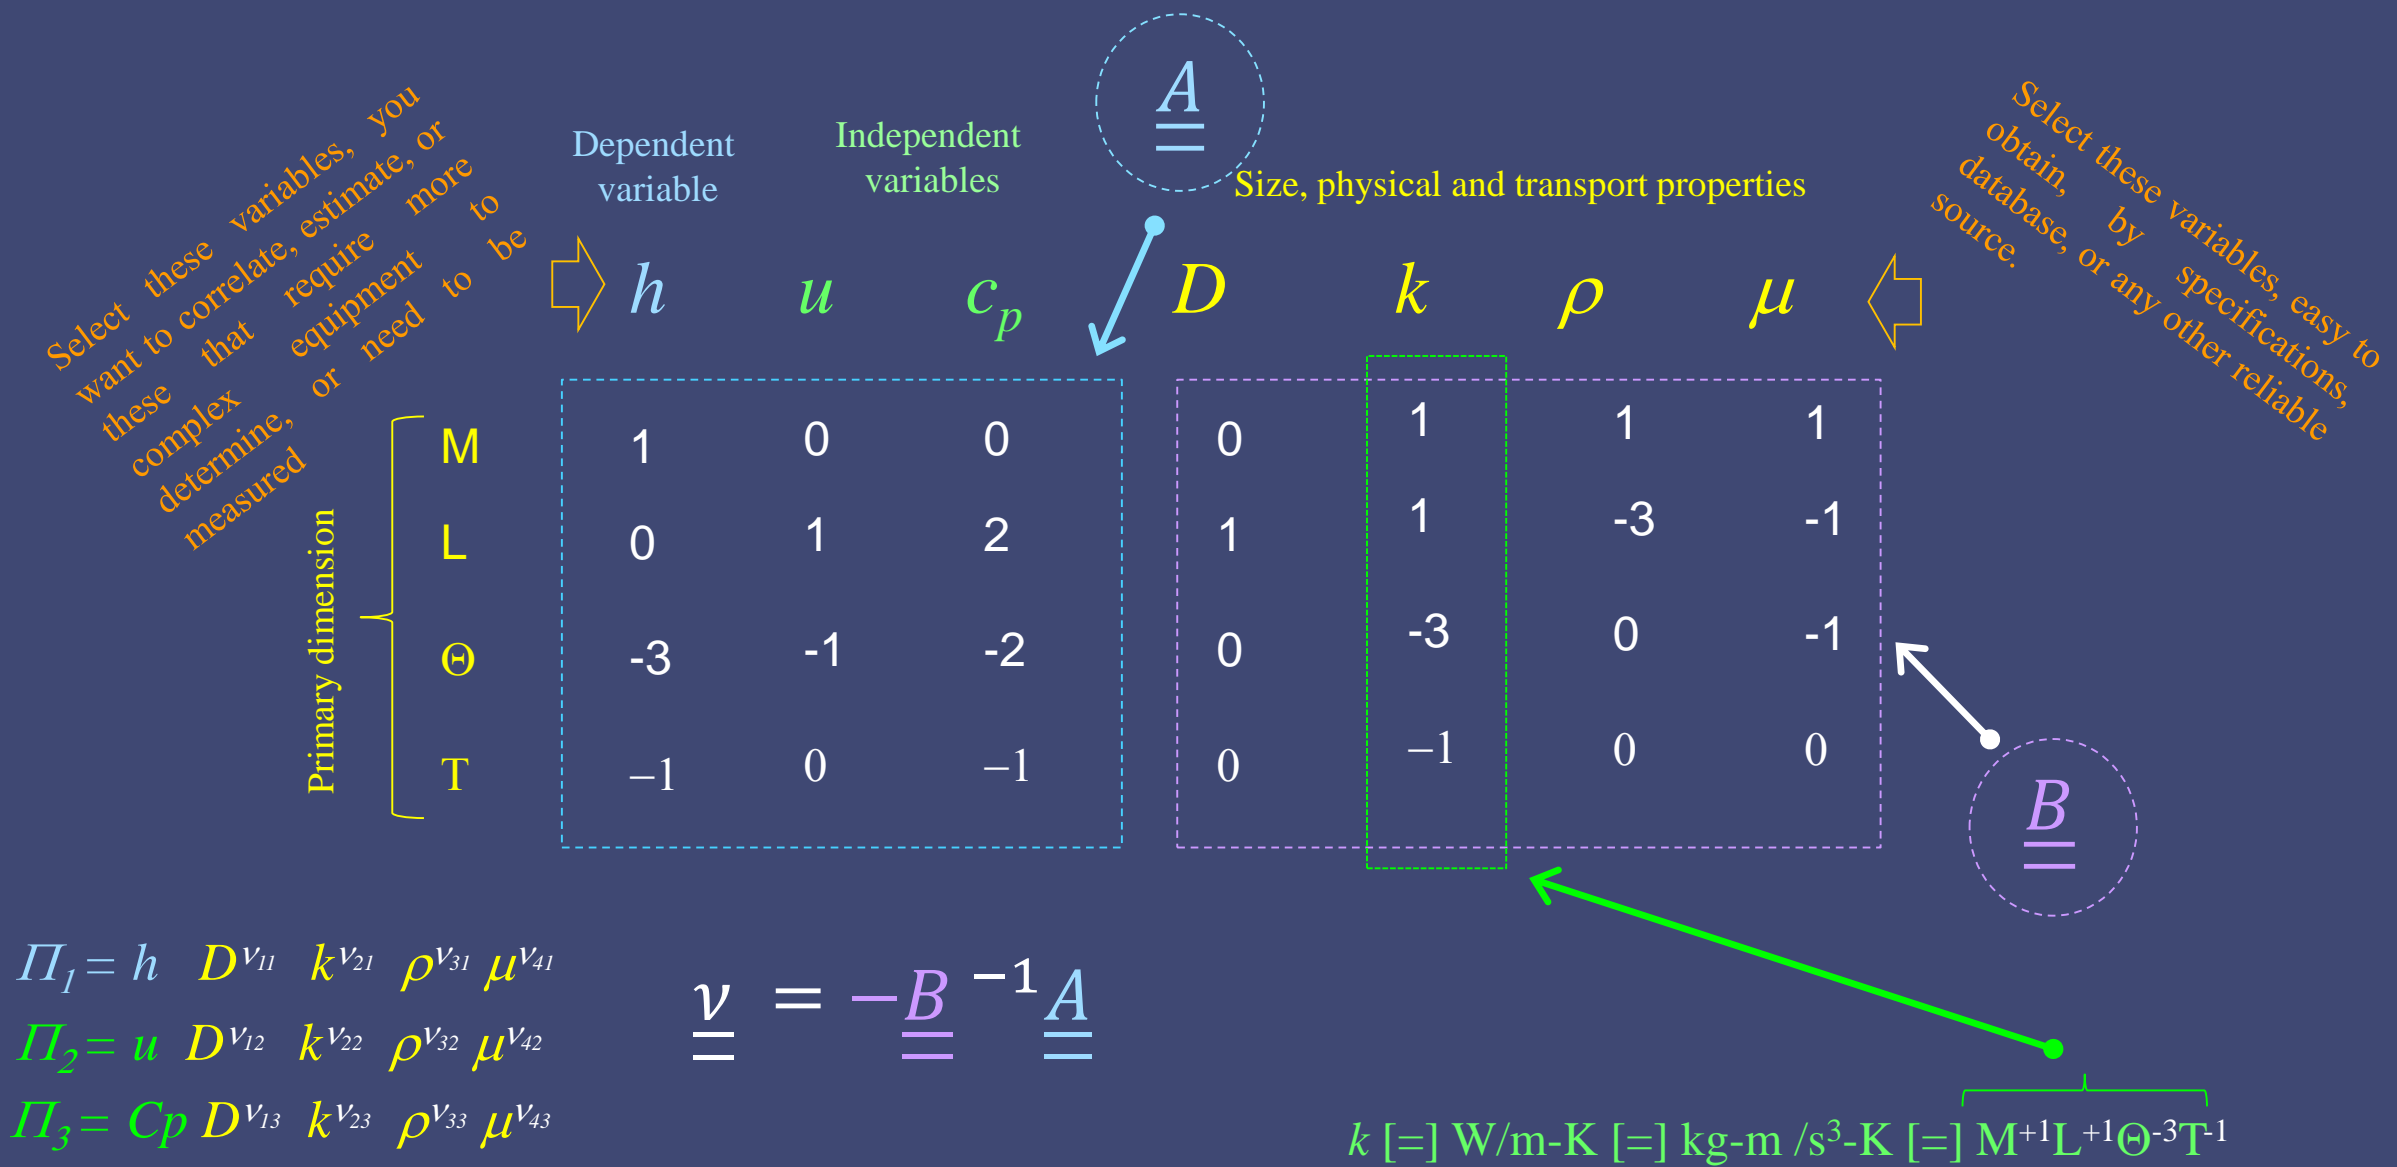 Select these variables, you
want to correlate, estimate, or
these that require more
complex equipment to
determine, or need to be
measured
Dependent
variable
Independent
variables
A
Size, physical and transport properties
Select these variables, easy to
obtain, by specifications,
database, or any other reliable
source.
h u c_p D k ρ μ
Primary dimension
M 1 0 0 0 1 1 1
L 0 1 2 1 1 -3 -1
Θ -3 -1 -2 0 -3 0 -1
T −1 0 −1 0 −1 0 0
B
Π₁= h D^ν₁₁ k^ν₂₁ ρ^ν₃₁ μ^ν₄₁
Π₂= u D^ν₁₂ k^ν₂₂ ρ^ν₃₂ μ^ν₄₂
Π₃= Cp D^ν₁₃ k^ν₂₃ ρ^ν₃₃ μ^ν₄₃
ν = −B⁻¹A
k [=] W/m-K [=] kg-m /s³-K [=] M⁺¹L⁺¹Θ⁻³T⁻¹